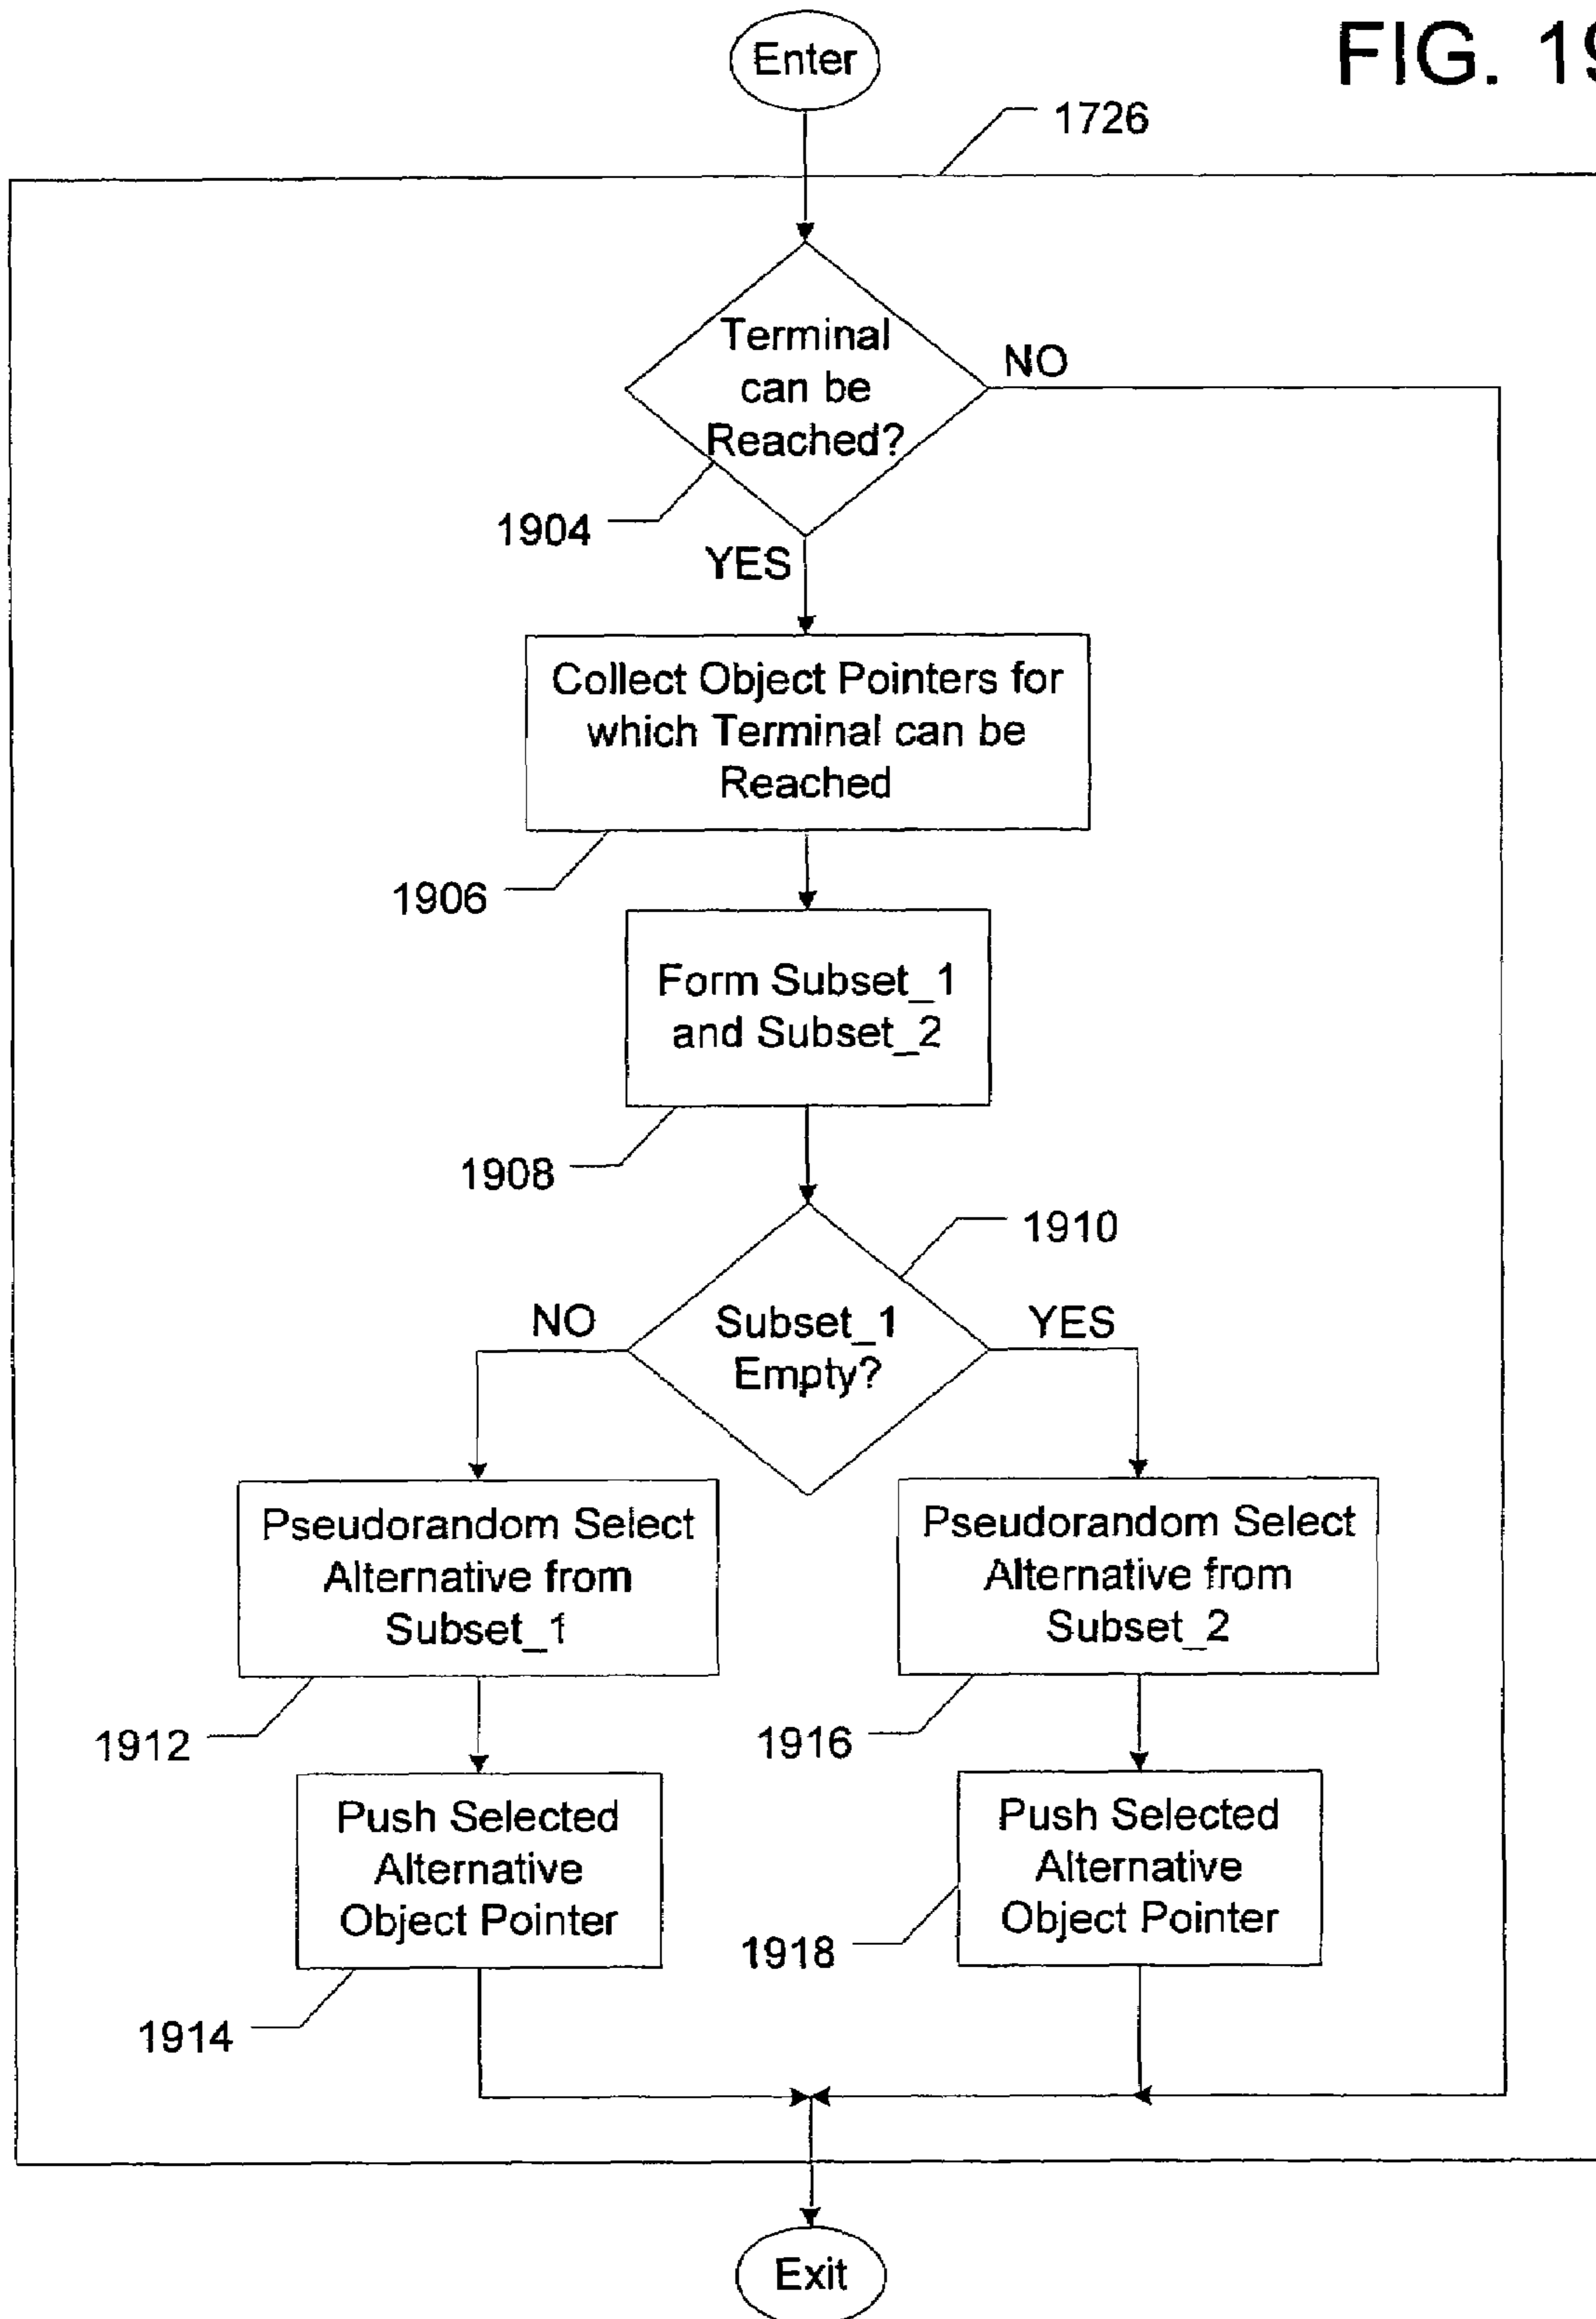 Enter
FIG. 19
1726
Terminal
can be
Reached?
NO
1904
YES
Collect Object Pointers for
which Terminal can be
Reached
1906
Form Subset_1
and Subset_2
1908
1910
NO
Subset_1
Empty?
YES
Pseudorandom Select
Alternative from
Subset_1
Pseudorandom Select
Alternative from
Subset_2
1912
1916
Push Selected
Alternative
Object Pointer
Push Selected
Alternative
Object Pointer
1918
1914
Exit